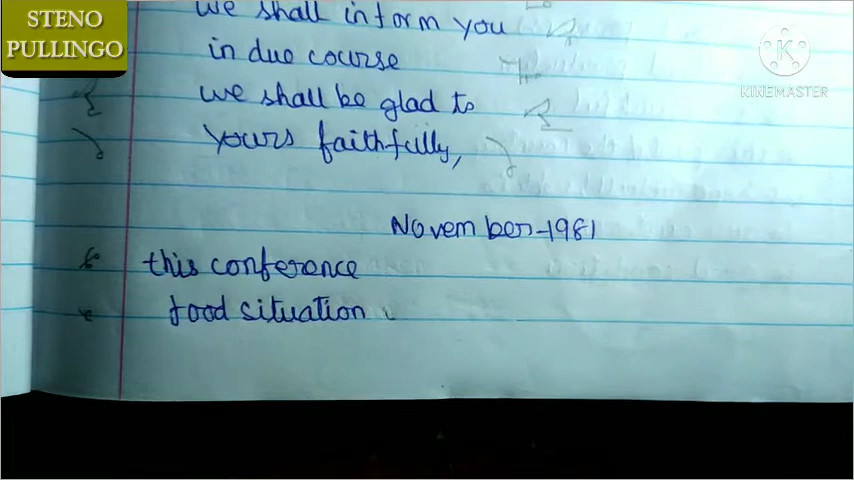 STENO
PULLINGO
KINEMASTER
we shall inform you
in due course
we shall be glad to
yours faithfully,
November-1981
this conference
food situation